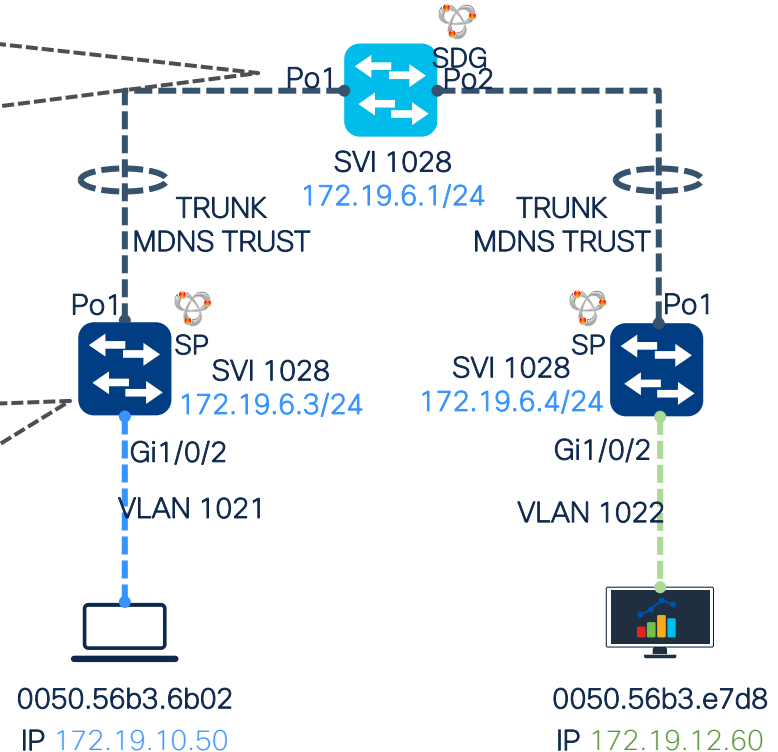 SDG
Po1
Po2
SVI 1028
172.19.6.1/24
TRUNK
MDNS TRUST
TRUNK
MDNS TRUST
Po1
SP
SVI 1028
172.19.6.3/24
Po1
SP
SVI 1028
172.19.6.4/24
Gi1/0/2
VLAN 1021
Gi1/0/2
VLAN 1022
0050.56b3.6b02
IP 172.19.10.50
0050.56b3.e7d8
IP 172.19.12.60